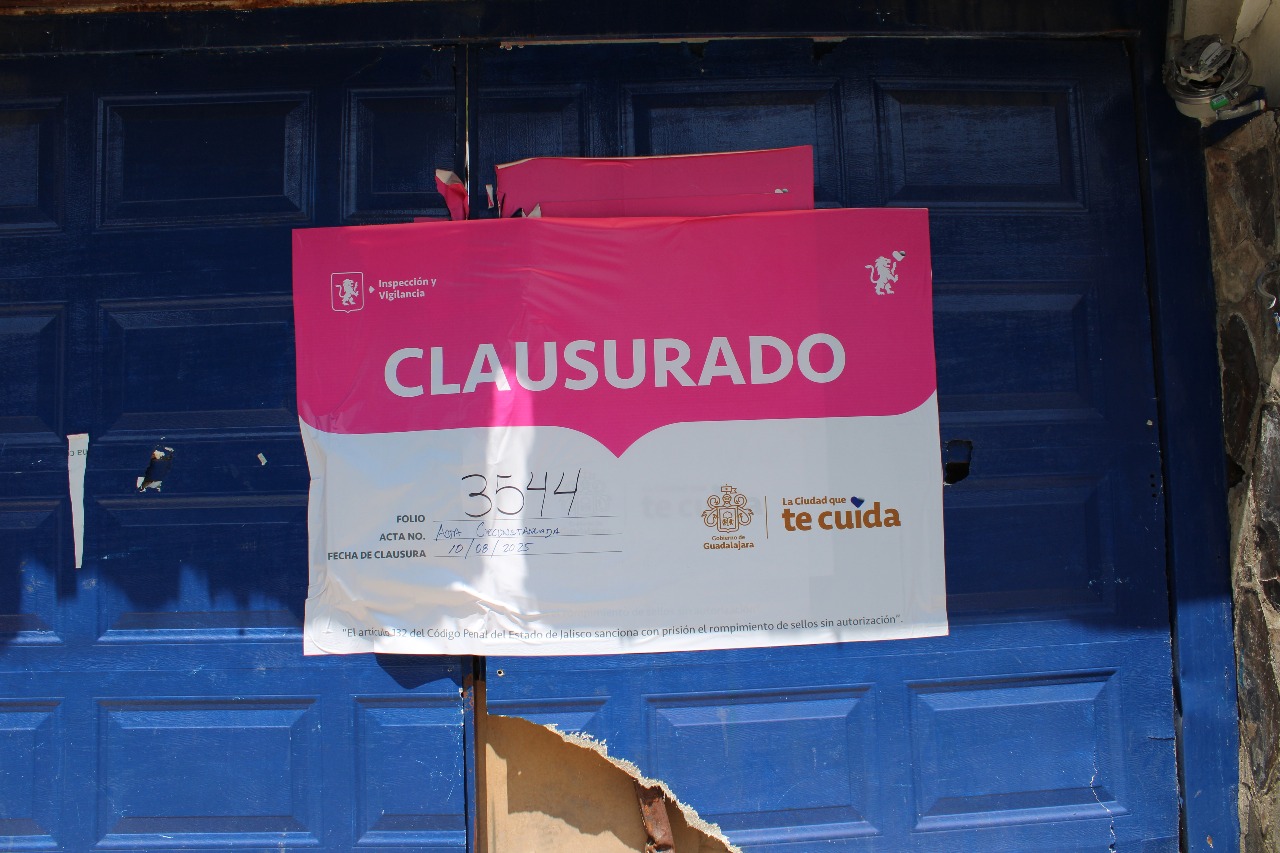 Inspección y
Vigilancia
CLAUSURADO
FOLIO 3544
ACTA NO. Acta Circunstanciada
FECHA DE CLAUSURA 10/08/2025
Gobierno de
Guadalajara
La Ciudad que
te cuida
"El artículo 132 del Código Penal del Estado de Jalisco sanciona con prisión el rompimiento de sellos sin autorización".